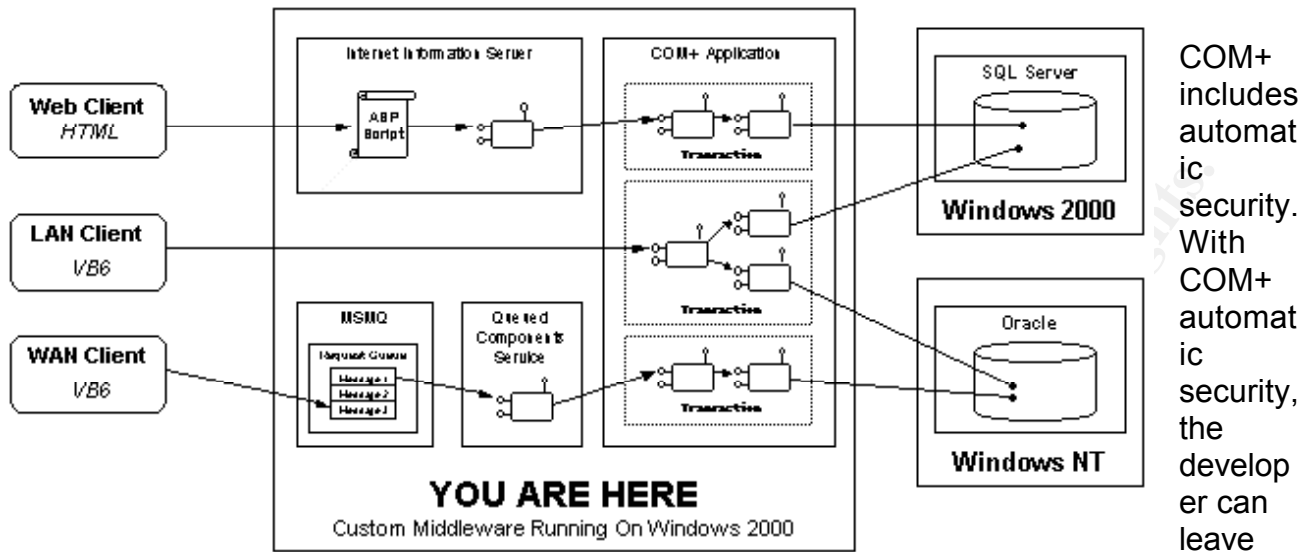 Web Client
HTML
LAN Client
VB6
WAN Client
VB6
Internet Information Server
ASP
Script
COM+ Application
Transaction
Transaction
Transaction
MSMQ
Request Queue
Message 1
Message 2
Message 3
Queued
Components
Service
YOU ARE HERE
Custom Middleware Running On Windows 2000
SQL Server
Windows 2000
Oracle
Windows NT
COM+
includes
automat
ic
security.
With
COM+
automat
ic
security,
the
develop
er can
leave